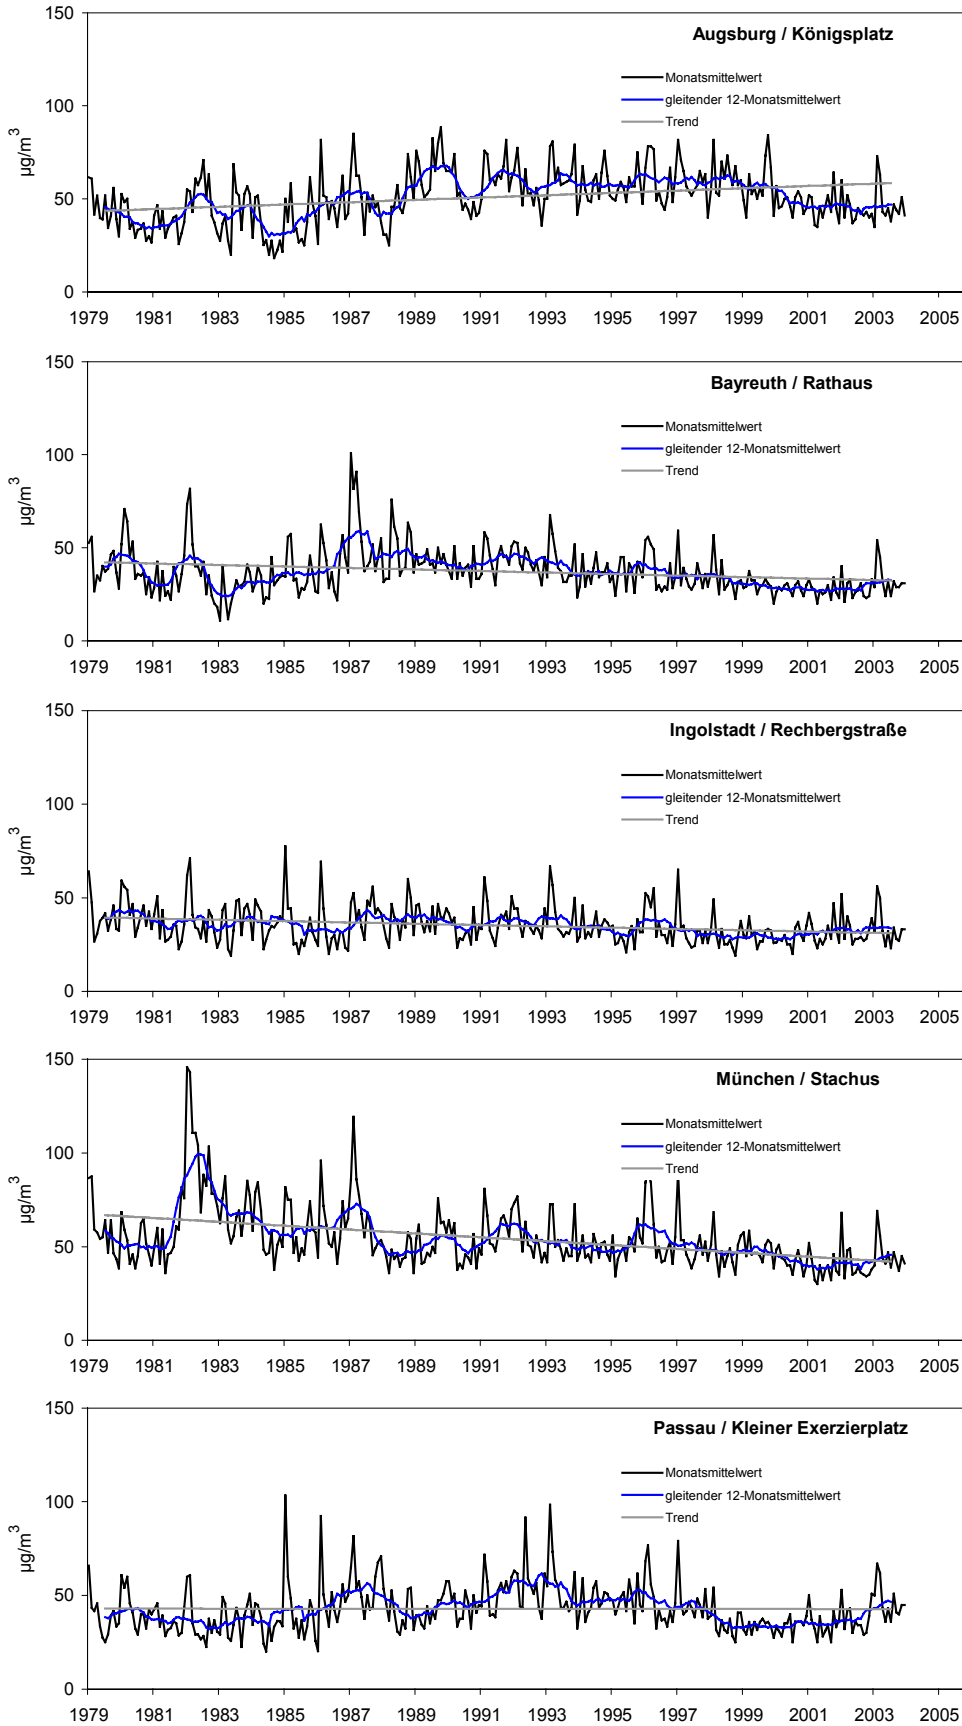 Augsburg / Königsplatz
Monatsmittelwert
gleitender 12-Monatsmittelwert
Trend
µg/m³
150
100
50
0
1979 1981 1983 1985 1987 1989 1991 1993 1995 1997 1999 2001 2003 2005
Bayreuth / Rathaus
Monatsmittelwert
gleitender 12-Monatsmittelwert
Trend
µg/m³
150
100
50
0
1979 1981 1983 1985 1987 1989 1991 1993 1995 1997 1999 2001 2003 2005
Ingolstadt / Rechbergstraße
Monatsmittelwert
gleitender 12-Monatsmittelwert
Trend
µg/m³
150
100
50
0
1979 1981 1983 1985 1987 1989 1991 1993 1995 1997 1999 2001 2003 2005
München / Stachus
Monatsmittelwert
gleitender 12-Monatsmittelwert
Trend
µg/m³
150
100
50
0
1979 1981 1983 1985 1987 1989 1991 1993 1995 1997 1999 2001 2003 2005
Passau / Kleiner Exerzierplatz
Monatsmittelwert
gleitender 12-Monatsmittelwert
Trend
µg/m³
150
100
50
0
1979 1981 1983 1985 1987 1989 1991 1993 1995 1997 1999 2001 2003 2005